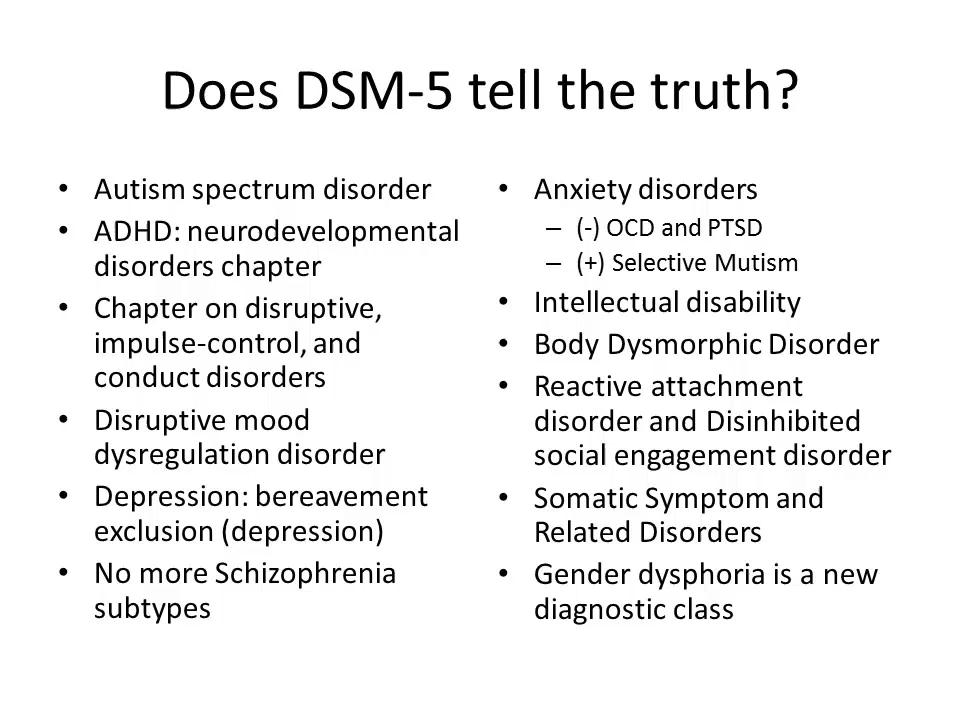 Does DSM-5 tell the truth?
• Autism spectrum disorder
• ADHD: neurodevelopmental
disorders chapter
• Chapter on disruptive,
impulse-control, and
conduct disorders
• Disruptive mood
dysregulation disorder
• Depression: bereavement
exclusion (depression)
• No more Schizophrenia
subtypes
• Anxiety disorders
– (-) OCD and PTSD
– (+) Selective Mutism
• Intellectual disability
• Body Dysmorphic Disorder
• Reactive attachment
disorder and Disinhibited
social engagement disorder
• Somatic Symptom and
Related Disorders
• Gender dysphoria is a new
diagnostic class